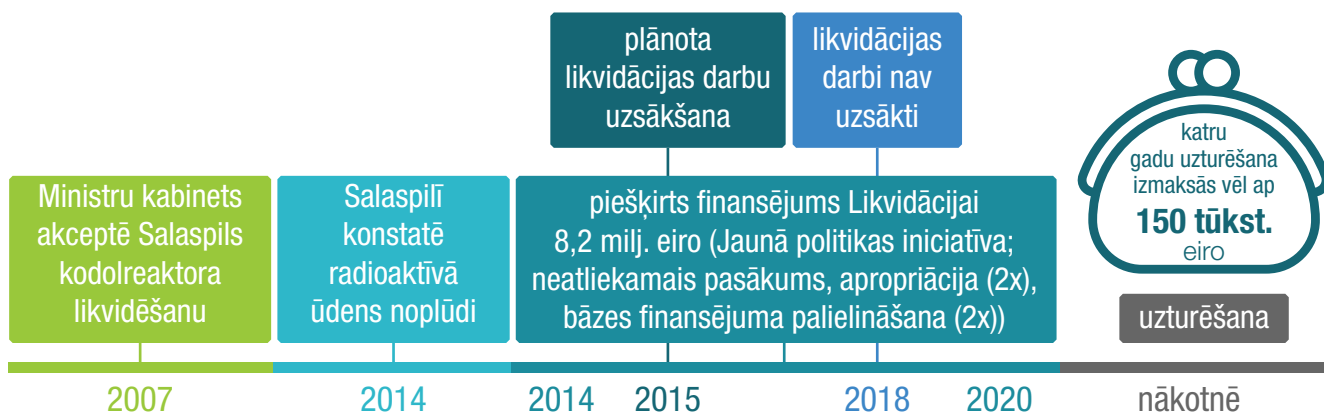 plānota
likvidācijas darbu
uzsākšana
likvidācijas
darbi nav
uzsākti
katru
gadu uzturēšana
izmaksās vēl ap
150 tūkst.
eiro
Ministru kabinets
akceptē Salaspils
kodolreaktora
likvidēšanu
Salaspilī
konstatē
radioaktīvā
ūdens noplūdi
piešķirts finansējums Likvidācijai
8,2 milj. eiro (Jaunā politikas iniciatīva;
neatliekamais pasākums, apropriācija (2x),
bāzes finansējuma palielināšana (2x))
uzturēšana
2007
2014
2014
2015
2018
2020
nākotnē